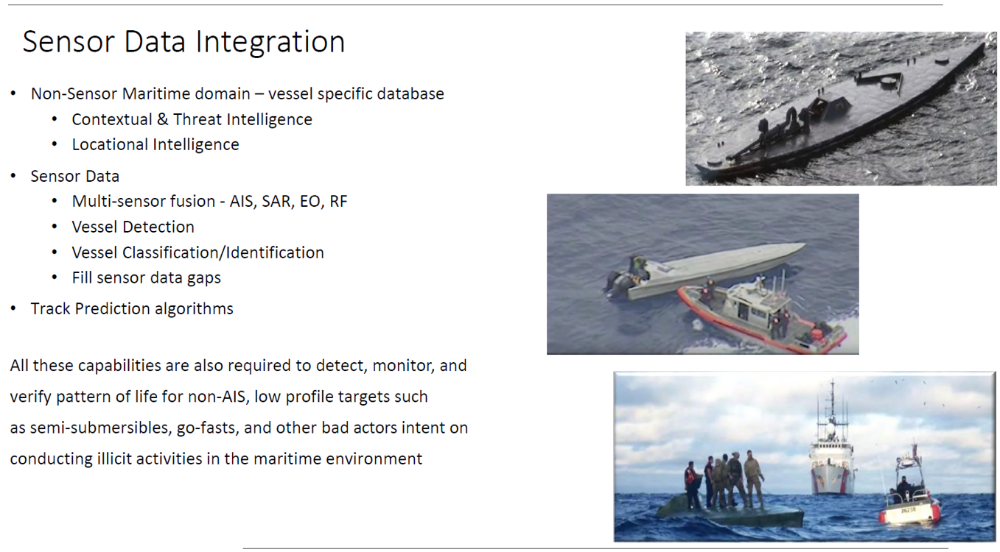 Sensor Data Integration
• Non-Sensor Maritime domain – vessel specific database
• Contextual & Threat Intelligence
• Locational Intelligence
• Sensor Data
• Multi-sensor fusion - AIS, SAR, EO, RF
• Vessel Detection
• Vessel Classification/Identification
• Fill sensor data gaps
• Track Prediction algorithms
All these capabilities are also required to detect, monitor, and
verify pattern of life for non-AIS, low profile targets such
as semi-submersibles, go-fasts, and other bad actors intent on
conducting illicit activities in the maritime environment